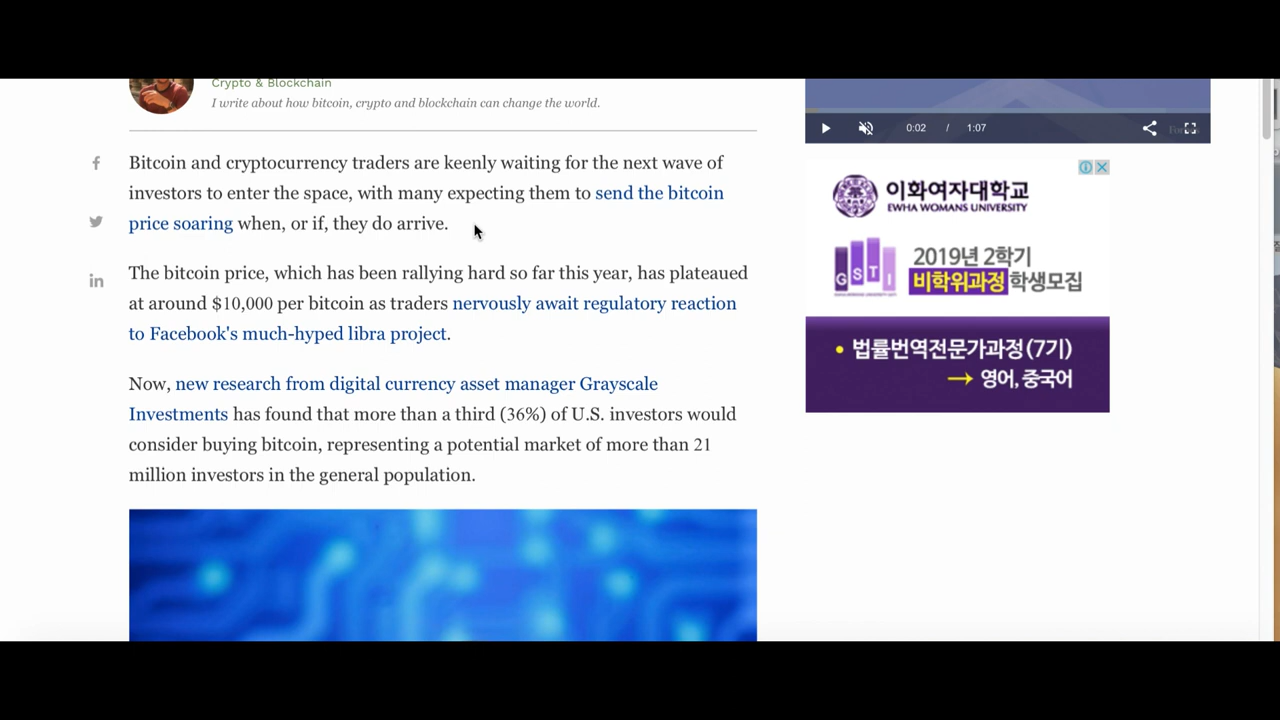 Crypto & Blockchain
I write about how bitcoin, crypto and blockchain can change the world.
Bitcoin and cryptocurrency traders are keenly waiting for the next wave of
investors to enter the space, with many expecting them to send the bitcoin
price soaring when, or if, they do arrive.
The bitcoin price, which has been rallying hard so far this year, has plateaued
at around $10,000 per bitcoin as traders nervously await regulatory reaction
to Facebook's much-hyped libra project.
Now, new research from digital currency asset manager Grayscale
Investments has found that more than a third (36%) of U.S. investors would
consider buying bitcoin, representing a potential market of more than 21
million investors in the general population.
0:02 / 1:07
이화여자대학교
EWHA WOMANS UNIVERSITY
GSTI
2019년 2학기
비학위과정 학생모집
• 법률번역전문가과정(7기)
→ 영어, 중국어